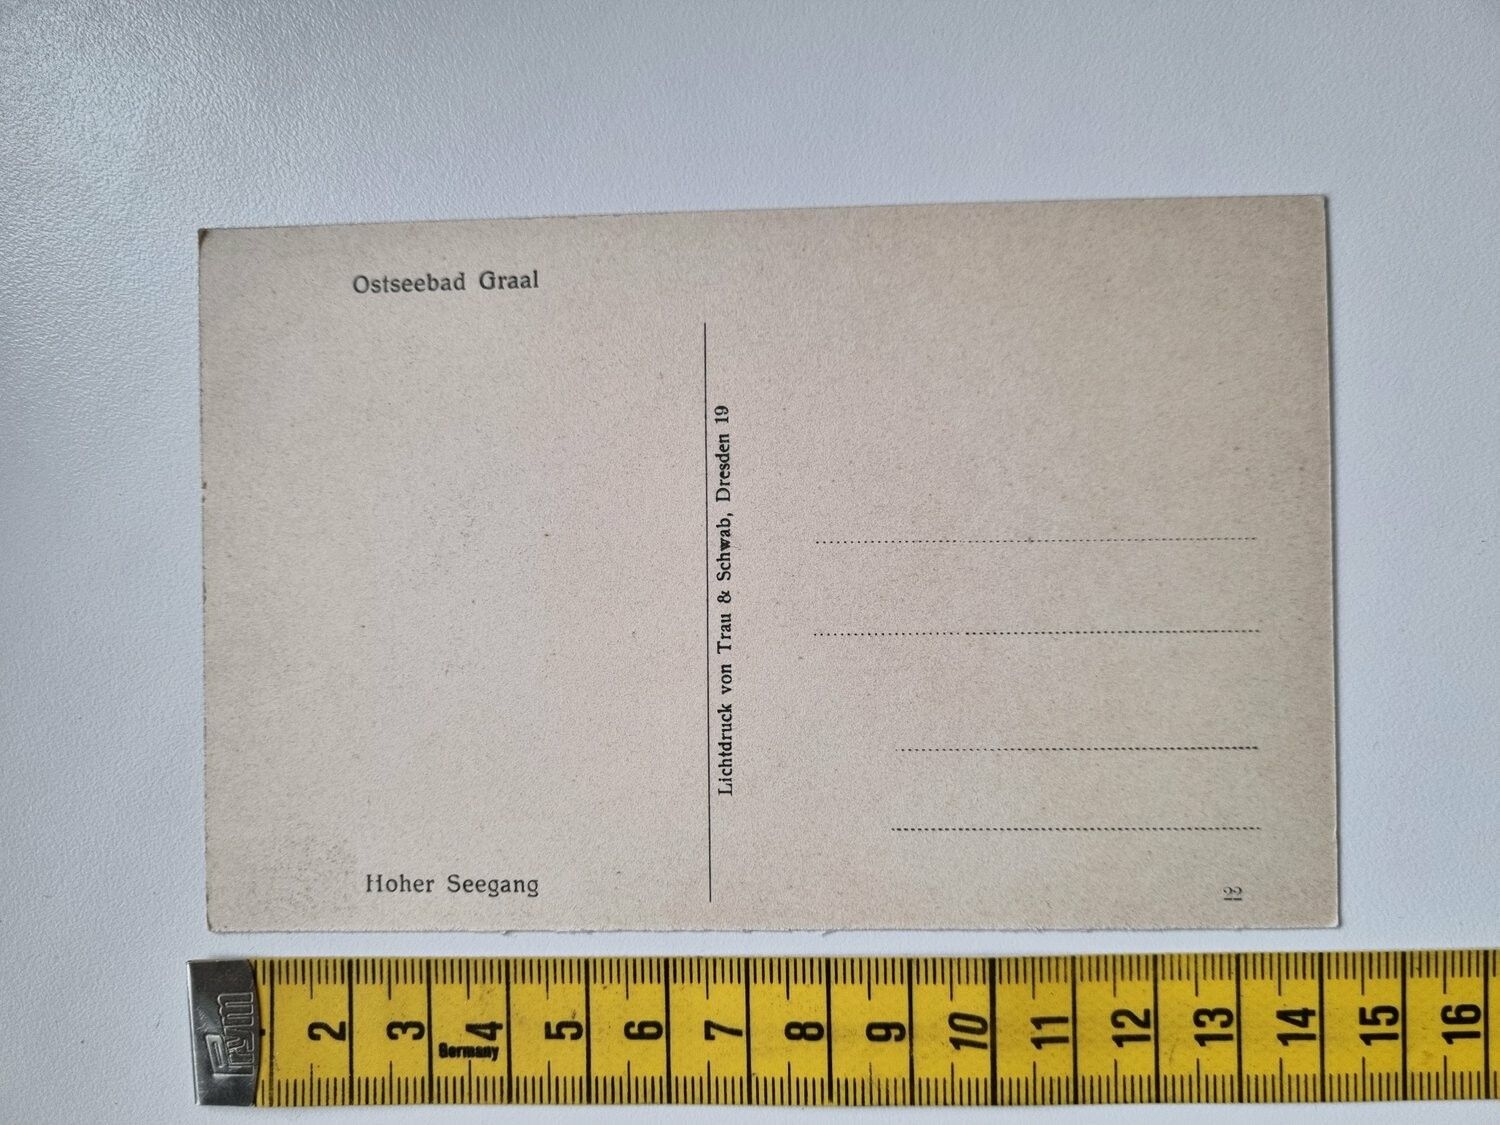 Ostseebad Graal
Hoher Seegang
Lichtdruck von Trau & Schwab, Dresden 19
22
Prym
2 3 4 5 6 7 8 9 10 11 12 13 14 15 16
Germany